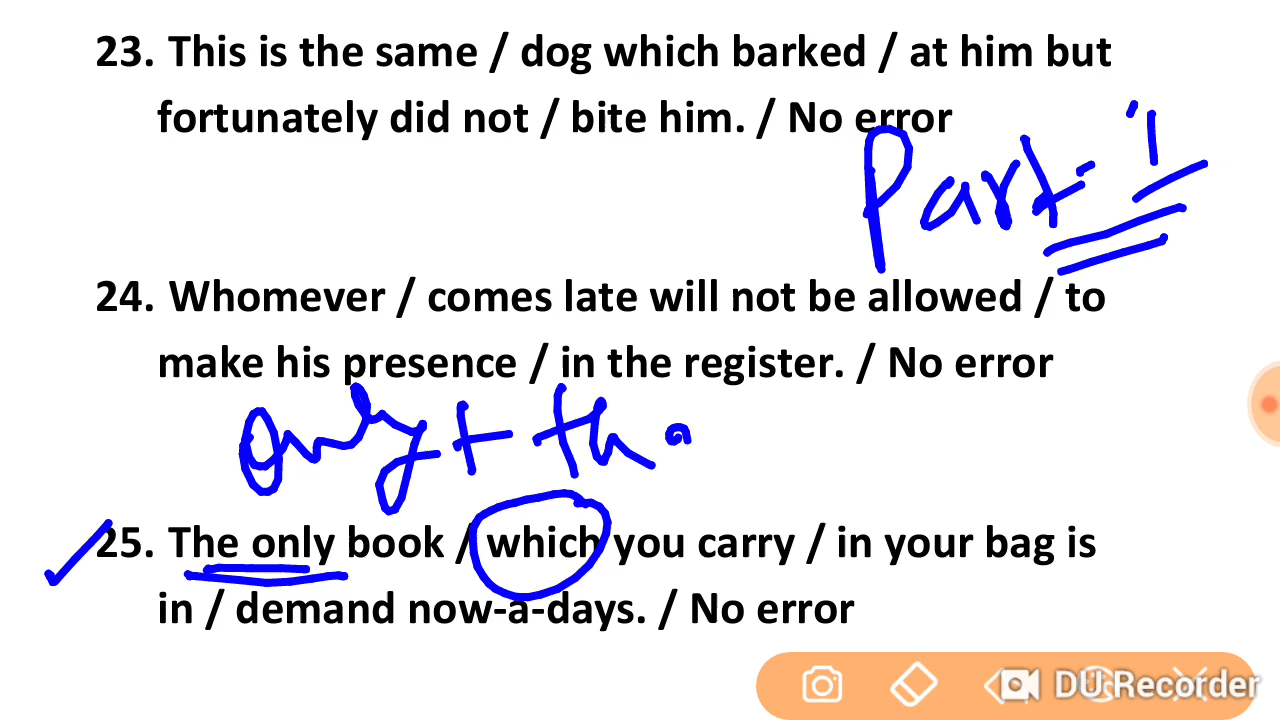 23. This is the same / dog which barked / at him but
fortunately did not / bite him. / No error
Part-1
24. Whomever / comes late will not be allowed / to
make his presence / in the register. / No error
only + tha
25. The only book / which you carry / in your bag is
in / demand now-a-days. / No error
DU Recorder